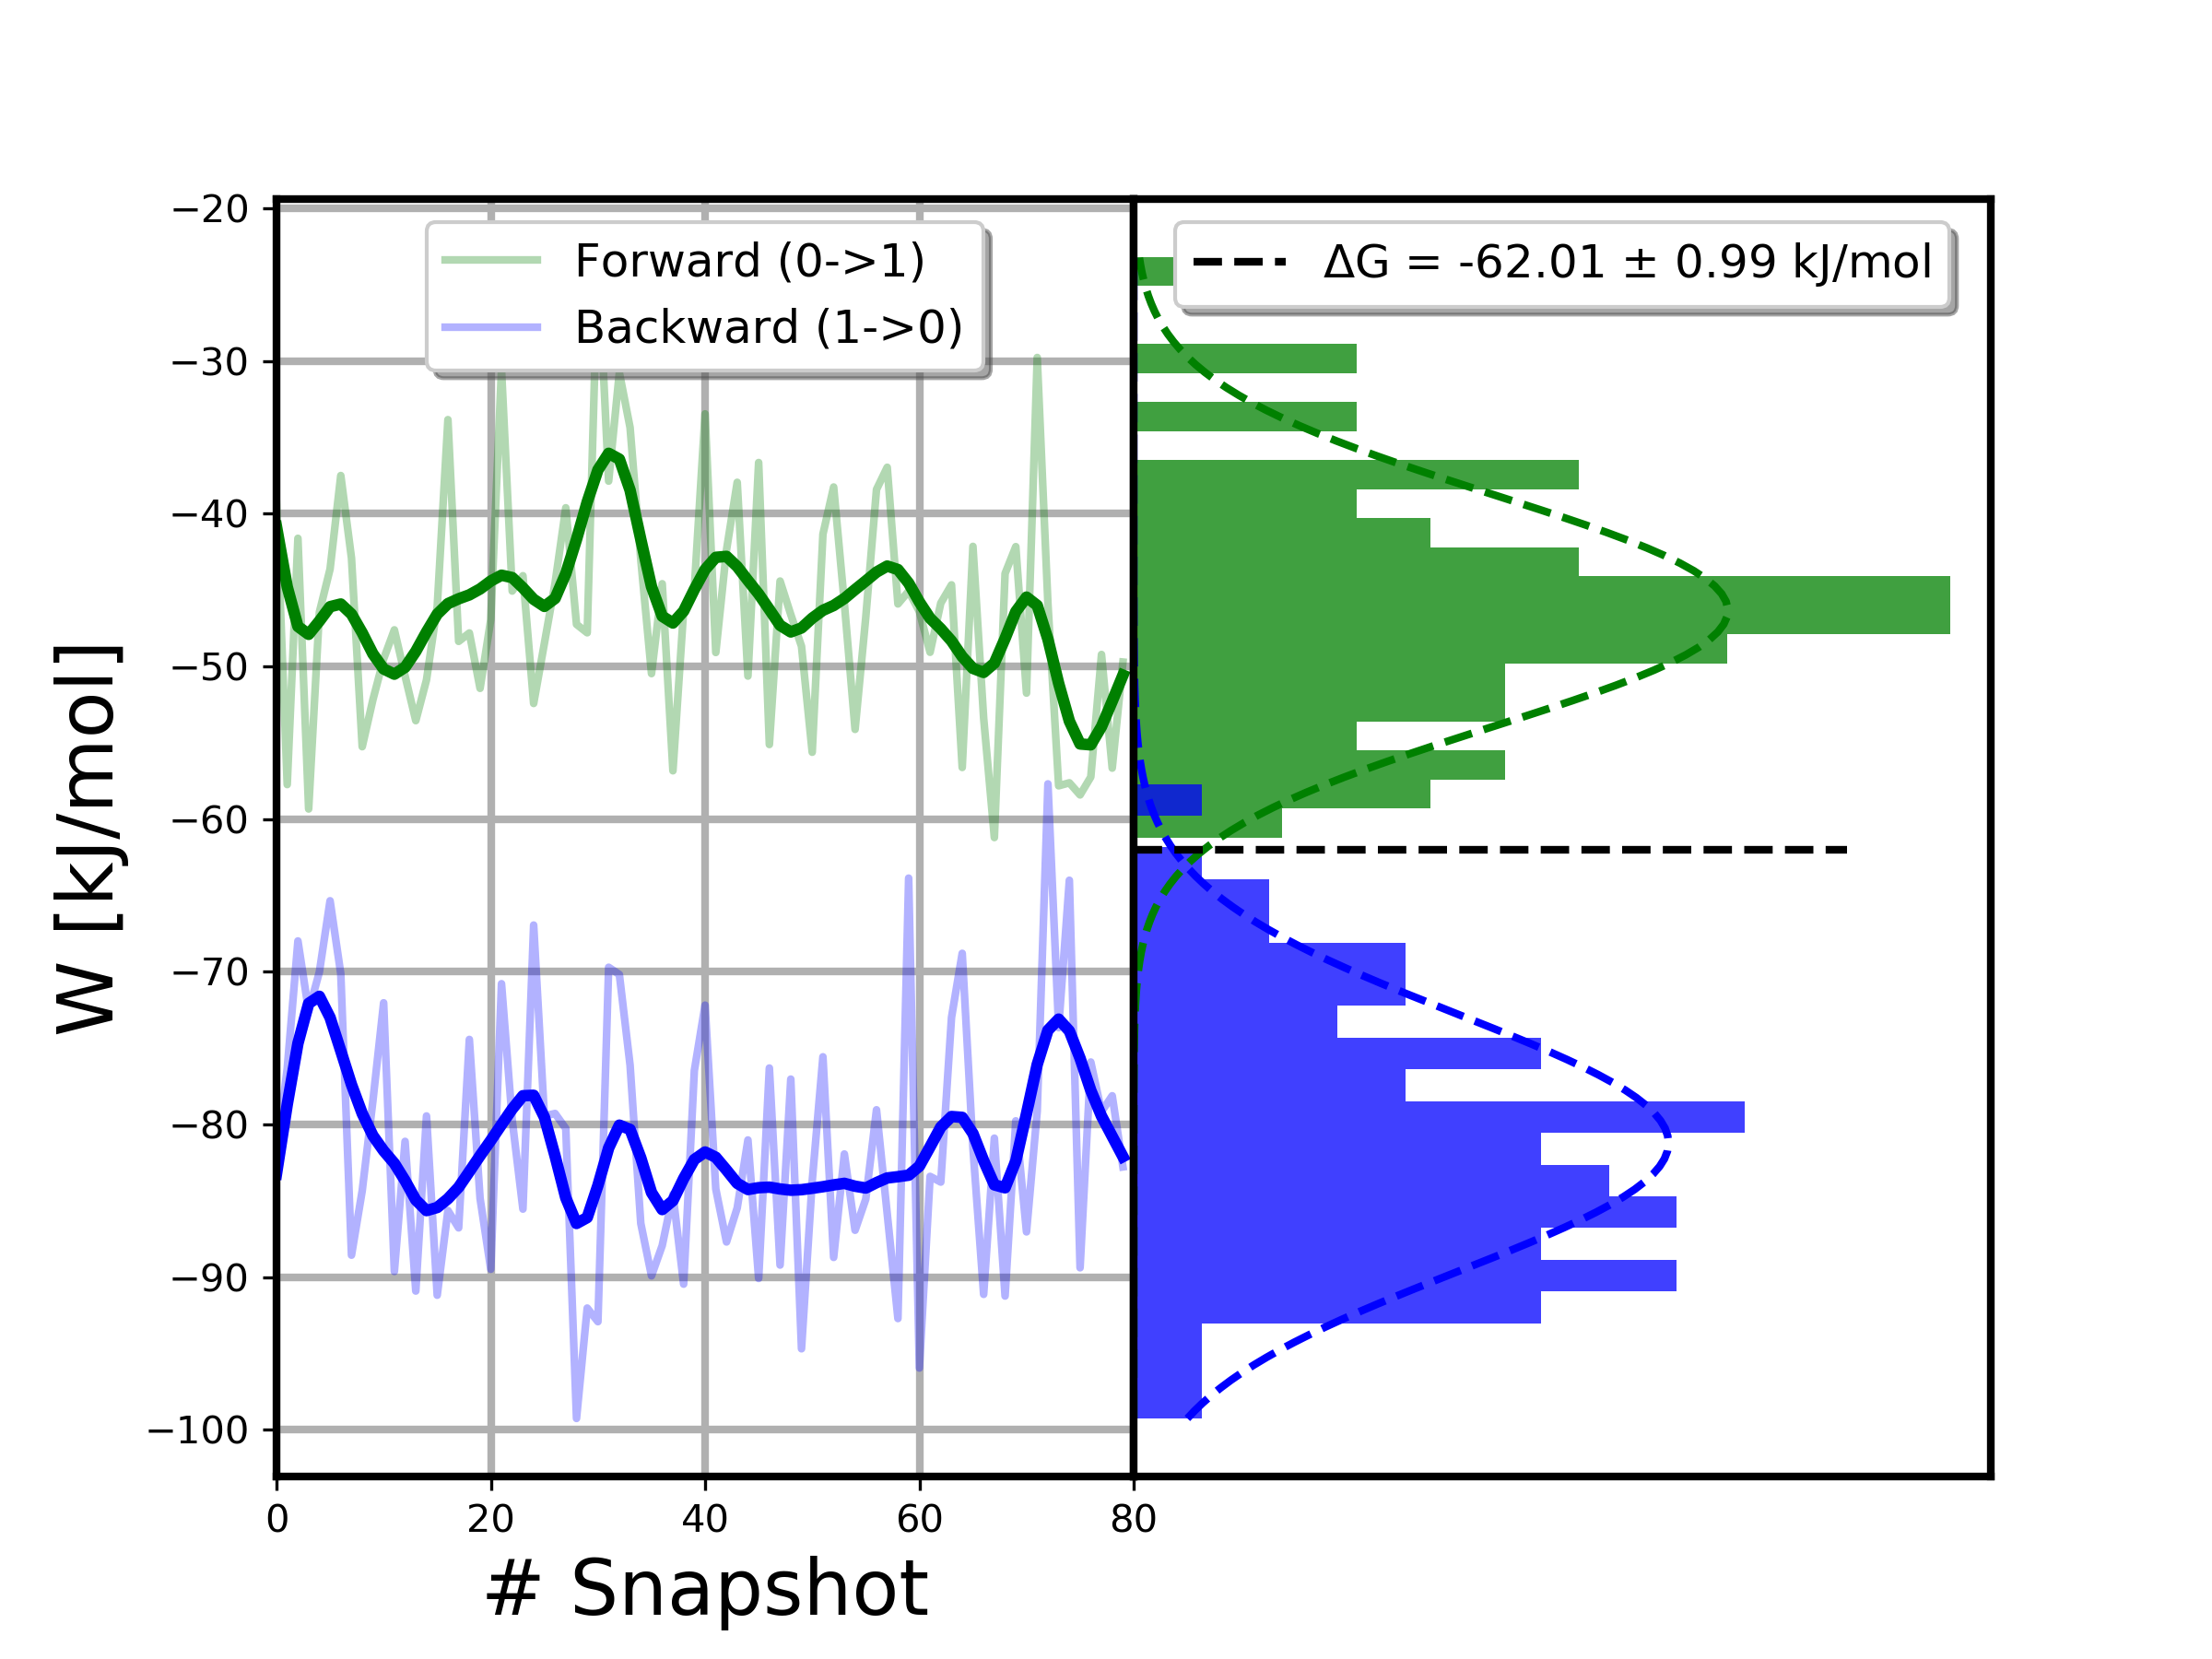 Forward (0->1)
Backward (1->0)
ΔG = -62.01 ± 0.99 kJ/mol
W [kJ/mol]
−20
−30
−40
−50
−60
−70
−80
−90
−100
0 20 40 60 80
# Snapshot